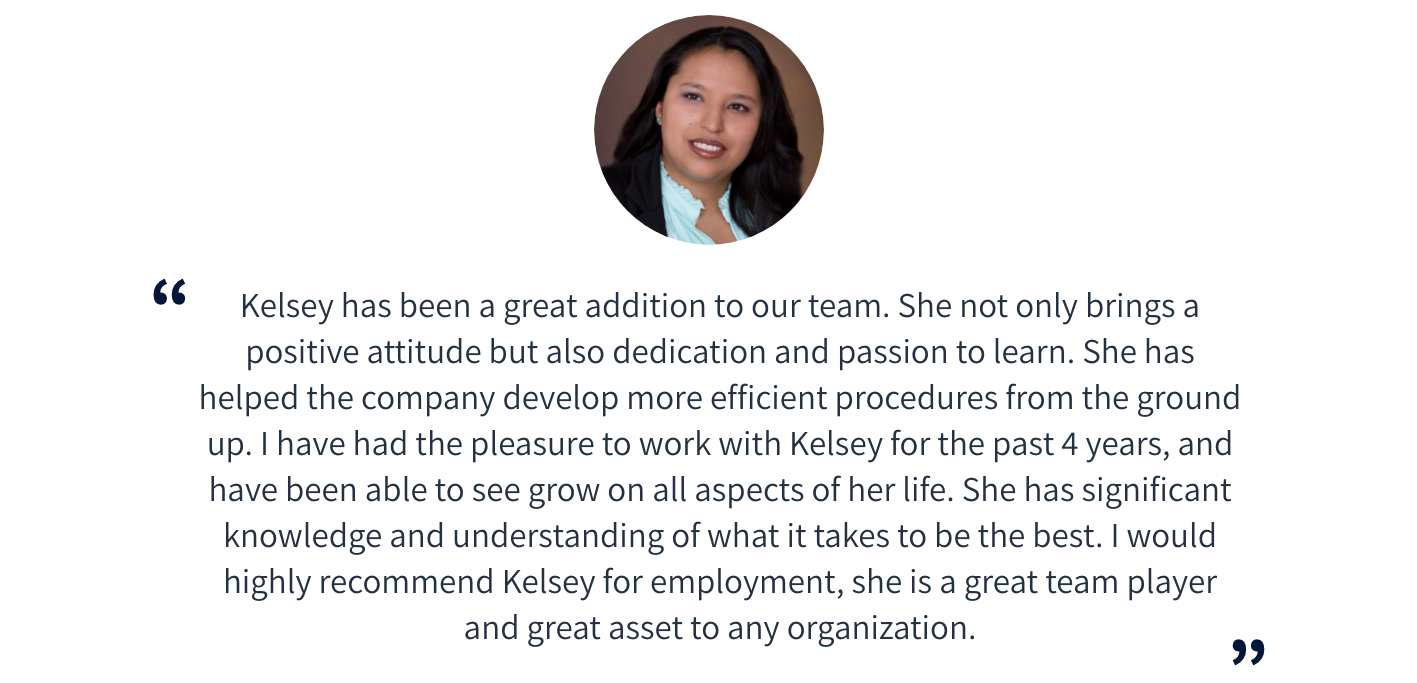 “ Kelsey has been a great addition to our team. She not only brings a
positive attitude but also dedication and passion to learn. She has
helped the company develop more efficient procedures from the ground
up. I have had the pleasure to work with Kelsey for the past 4 years, and
have been able to see grow on all aspects of her life. She has significant
knowledge and understanding of what it takes to be the best. I would
highly recommend Kelsey for employment, she is a great team player
and great asset to any organization. ”